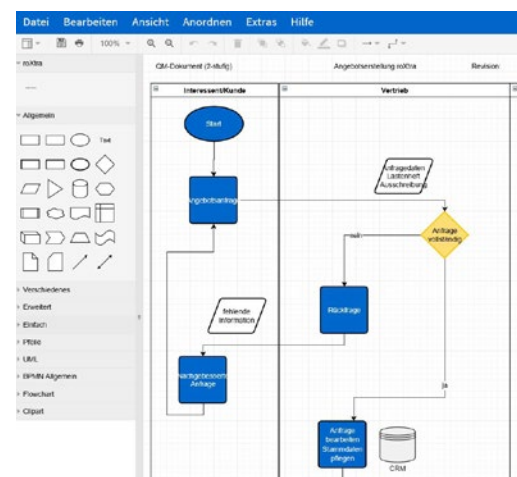 Datei Bearbeiten Ansicht Anordnen Extras Hilfe
100%
roXtra
QM-Dokument (2-stufig) Angebotserstellung roXtra Revision:
Interessent/Kunde Vertrieb
Allgemein
Text
Start
Angebotsanfrage
Anfragedaten
Lastenheft
Ausschreibung
Anfrage
vollständig
nein
Verschiedenes
Erweitert
Einfach
Pfeile
UML
BPMN Allgemein
Flowchart
Clipart
fehlende
Information
Rückfrage
Nachgebesserte
Anfrage
ja
Anfrage
bearbeiten
Stammdaten
pflegen
CRM